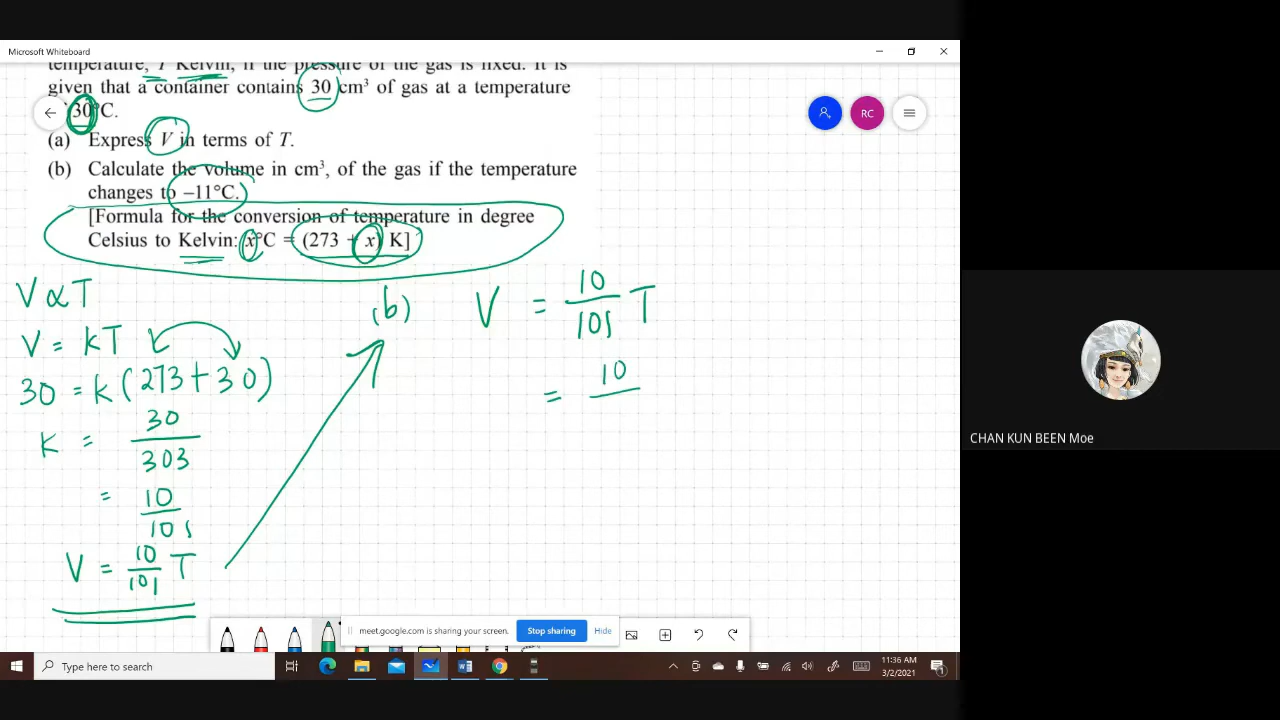 Microsoft Whiteboard
temperature, T Kelvin, if the pressure of the gas is fixed. It is
given that a container contains 30 cm³ of gas at a temperature
30°C.
(a) Express V in terms of T.
(b) Calculate the volume in cm³, of the gas if the temperature
changes to –11°C.
[Formula for the conversion of temperature in degree
Celsius to Kelvin: x°C = (273 + x) K]
RC
V ∝ T
V = kT
30 = k (273 + 30)
k = 30/303
= 10/101
V = 10/101 T
(b) V = 10/101 T
= 10
CHAN KUN BEEN Moe
meet.google.com is sharing your screen.
Stop sharing
Hide
Type here to search
11:36 AM
3/2/2021
1